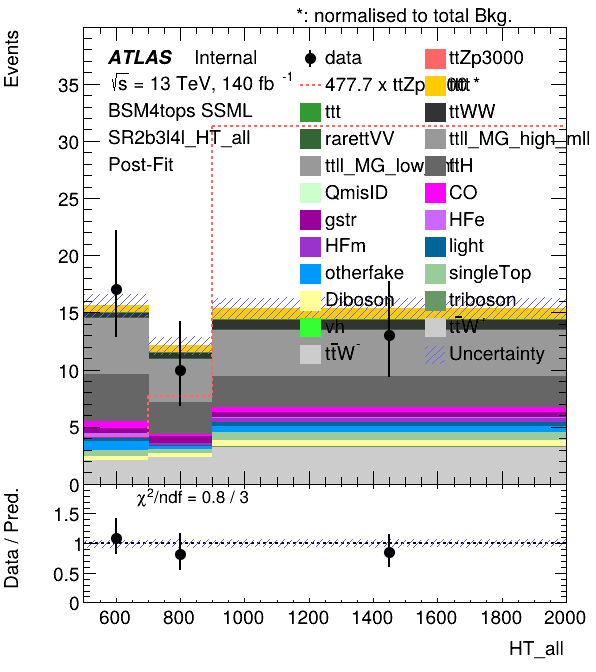 *: normalised to total Bkg.
Events
ATLAS Internal
√s = 13 TeV, 140 fb -1
BSM4tops SSML
SR2b3l4l_HT_all
Post-Fit
data
ttZp3000
477.7 x ttZp3000
tttt *
ttt
ttWW
rarettVV
ttll_MG_high_mll
ttll_MG_low_mll
ttH
QmisID
CO
gstr
HFe
HFm
light
otherfake
singleTop
Diboson
triboson
vh
tt̄W+
tt̄W-
Uncertainty
35
30
25
20
15
10
5
0
χ2/ndf = 0.8 / 3
Data / Pred.
1.5
1
0.5
0
600 800 1000 1200 1400 1600 1800 2000
HT_all